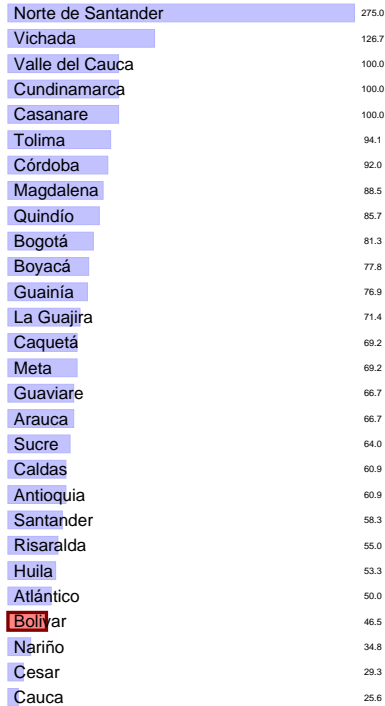 Norte de Santander 275.0
Vichada 126.7
Valle del Cauca 100.0
Cundinamarca 100.0
Casanare 100.0
Tolima 94.1
Córdoba 92.0
Magdalena 88.5
Quindío 85.7
Bogotá 81.3
Boyacá 77.8
Guainía 76.9
La Guajira 71.4
Caquetá 69.2
Meta 69.2
Guaviare 66.7
Arauca 66.7
Sucre 64.0
Caldas 60.9
Antioquia 60.9
Santander 58.3
Risaralda 55.0
Huila 53.3
Atlántico 50.0
Bolivar 46.5
Nariño 34.8
Cesar 29.3
Cauca 25.6